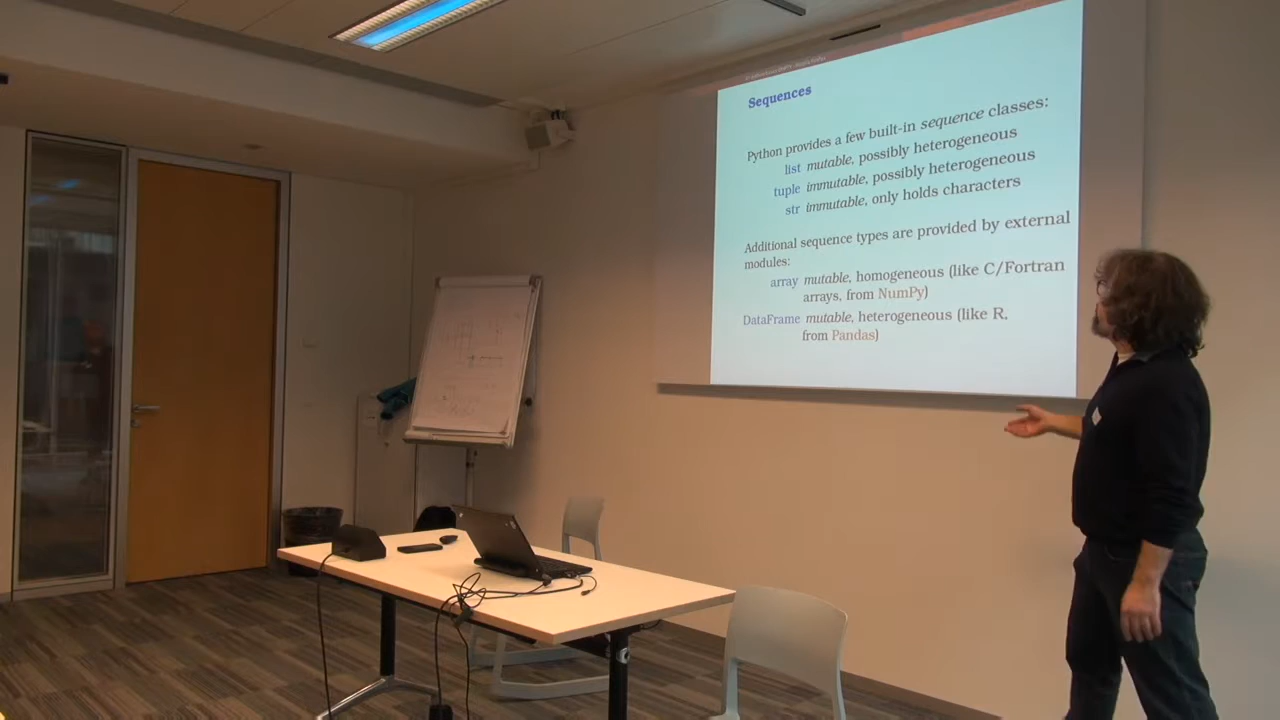 Sequences
Python provides a few built-in sequence classes:
list mutable, possibly heterogeneous
tuple immutable, possibly heterogeneous
str immutable, only holds characters
Additional sequence types are provided by external
modules:
array mutable, homogeneous (like C/Fortran
arrays, from NumPy)
DataFrame mutable, heterogeneous (like R,
from Pandas)